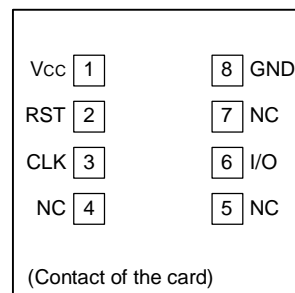 Vcc 1 8 GND
RST 2 7 NC
CLK 3 6 I/O
NC 4 5 NC
(Contact of the card)